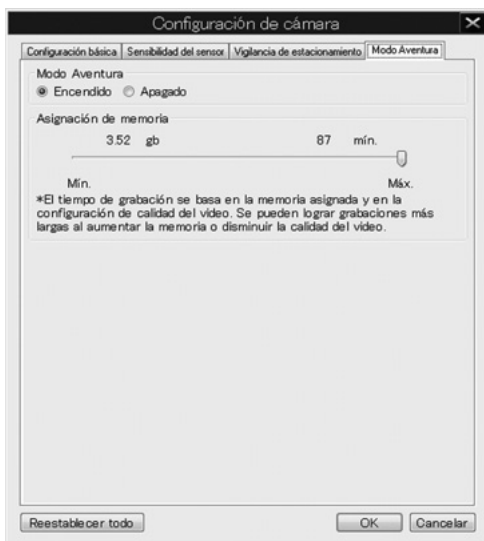 Configuración de cámara
Configuración básica Sensibilidad del sensor Vigilancia de estacionamiento Modo Aventura
Modo Aventura
Encendido Apagado
Asignación de memoria
3.52 gb 87 mín.
Mín. Máx.
*El tiempo de grabación se basa en la memoria asignada y en la
configuración de calidad del video. Se pueden lograr grabaciones más
largas al aumentar la memoria o disminuír la calidad del video.
Reestablecer todo OK Cancelar